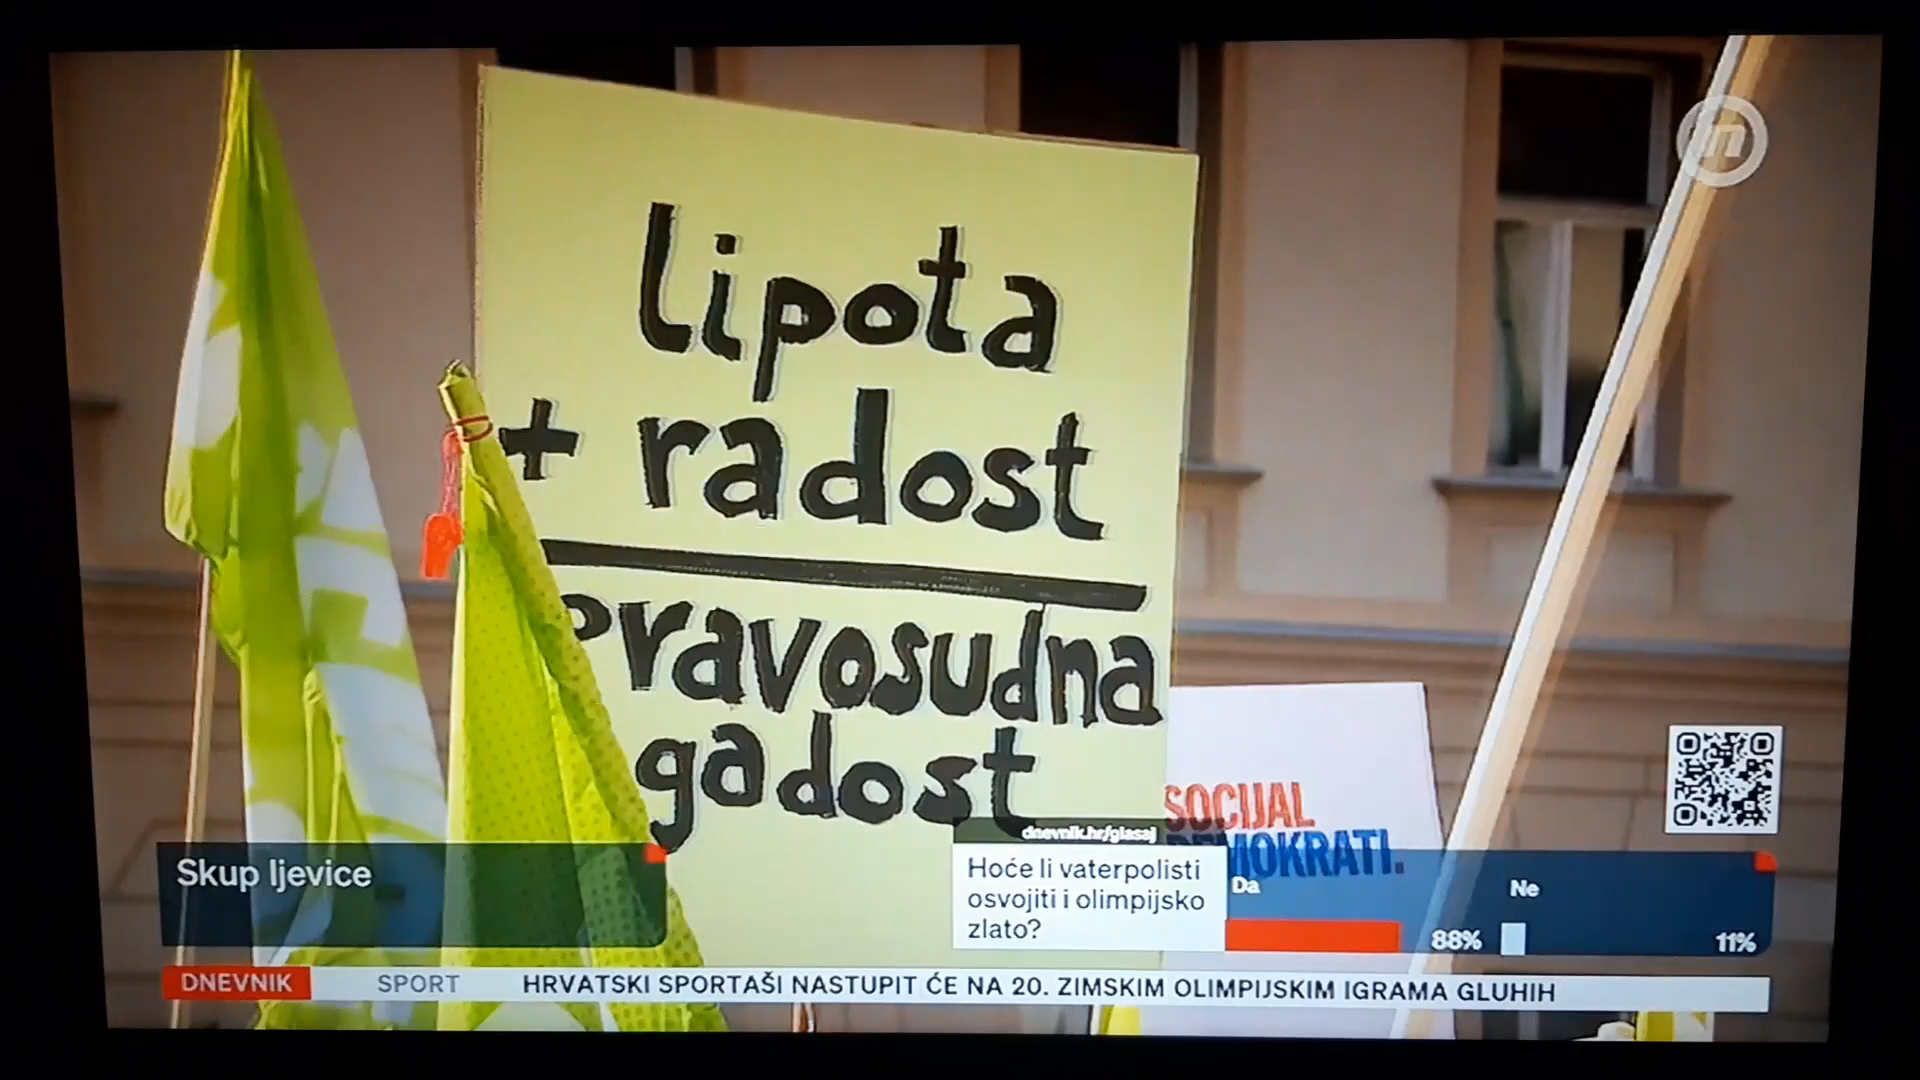 lipota
+ radost
pravosudna
gadost
SOCIJAL
DEMOKRATI.
dnevnik.hr/glasaj
Skup ljevice
Hoće li vaterpolisti
osvojiti i olimpijsko
zlato?
Da
88%
Ne
11%
DNEVNIK
SPORT
HRVATSKI SPORTAŠI NASTUPIT ĆE NA 20. ZIMSKIM OLIMPIJSKIM IGRAMA GLUHIH